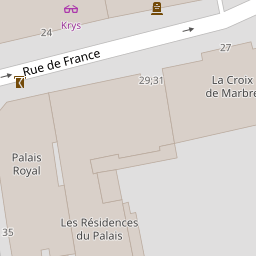 24
Krys
27
Rue de France
29;31
La Croix
de Marbre
Palais
Royal
Les Résidences
du Palais
35